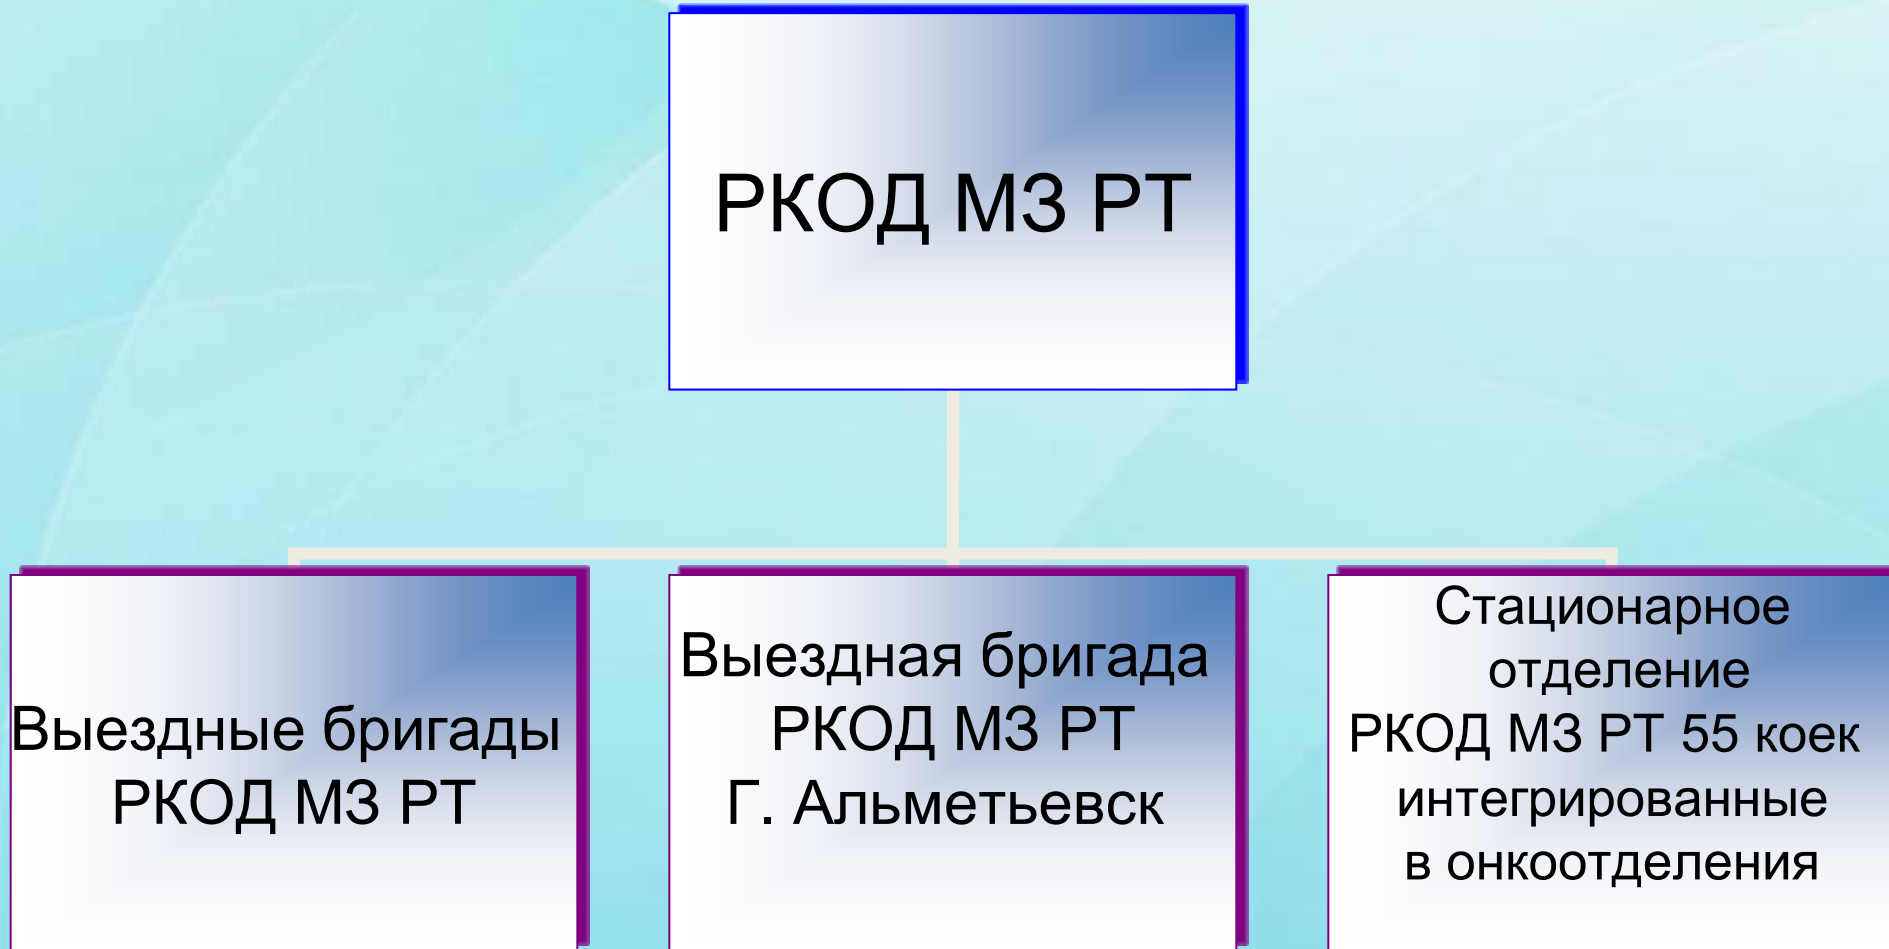 РКОД МЗ РТ
Выездные бригады
РКОД МЗ РТ
Выездная бригада
РКОД МЗ РТ
Г. Альметьевск
Стационарное
отделение
РКОД МЗ РТ 55 коек
интегрированные
в онкоотделения